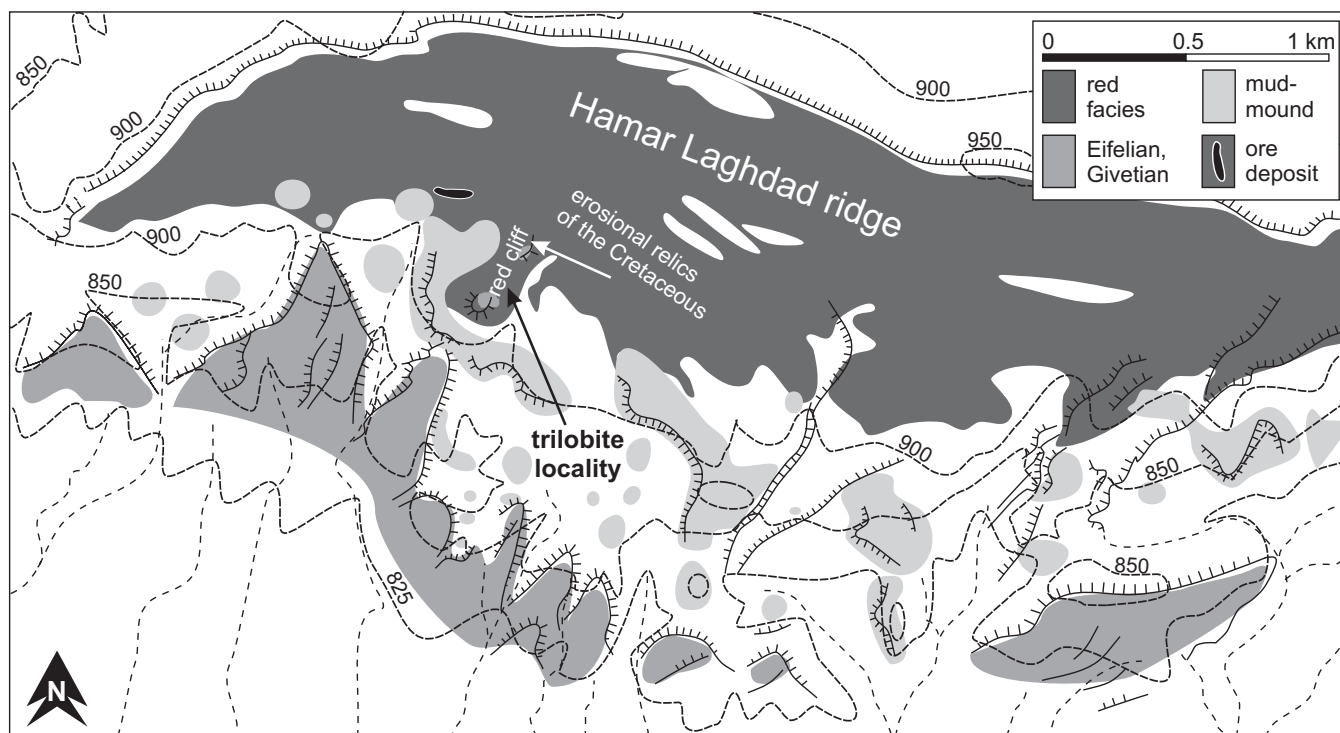 850
900
900
950
0 0.5 1 km
red
facies
mud-
mound
Eifelian,
Givetian
ore
deposit
Hamar Laghdad ridge
erosional relics
of the Cretaceous
red cliff
900
850
trilobite
locality
900
850
825
850
N